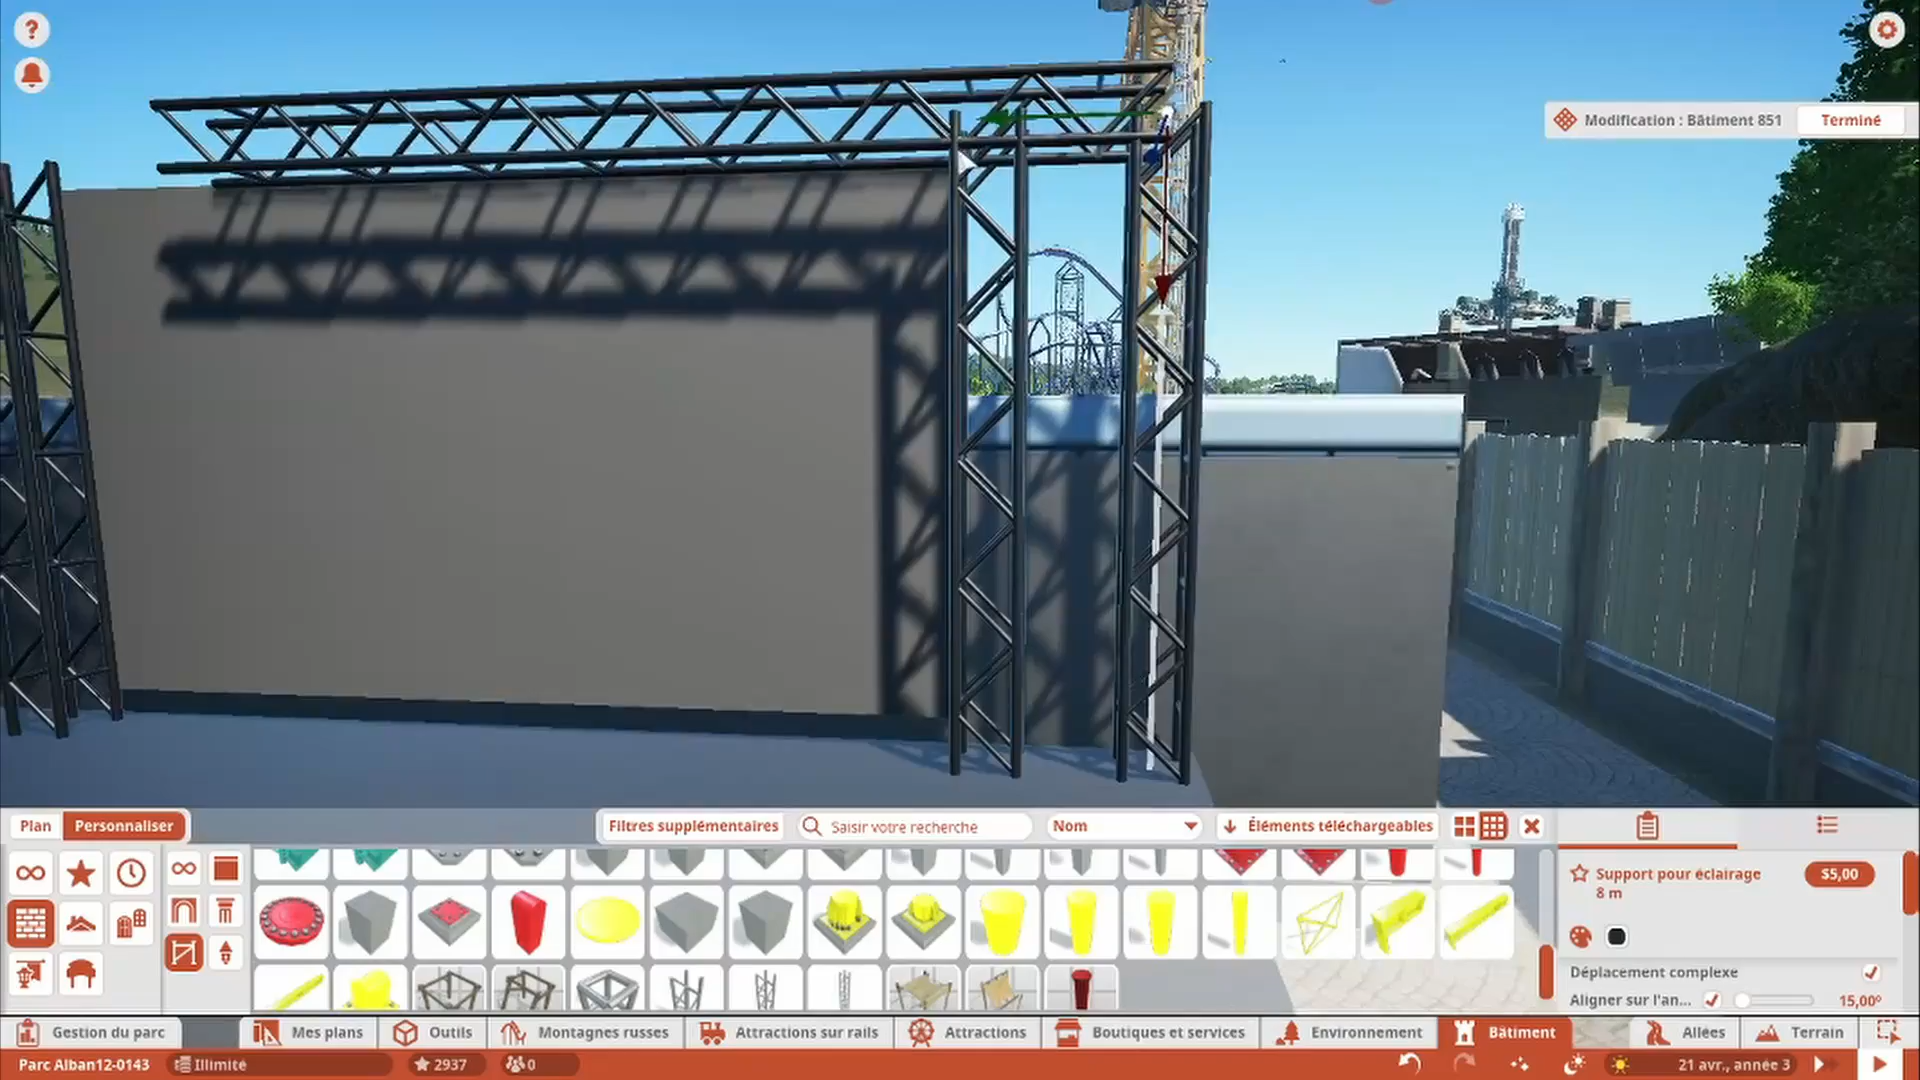 ?
Modification : Bâtiment 851
Terminé
Plan
Personnaliser
Filtres supplémentaires
Saisir votre recherche
Nom
Éléments téléchargeables
Support pour éclairage
8 m
$5,00
Déplacement complexe
Aligner sur l'an...
15,00º
Gestion du parc
Mes plans
Outils
Montagnes russes
Attractions sur rails
Attractions
Boutiques et services
Environnement
Bâtiment
Allées
Terrain
Parc Alban12-0143
Illimité
2937
0
21 avr., année 3